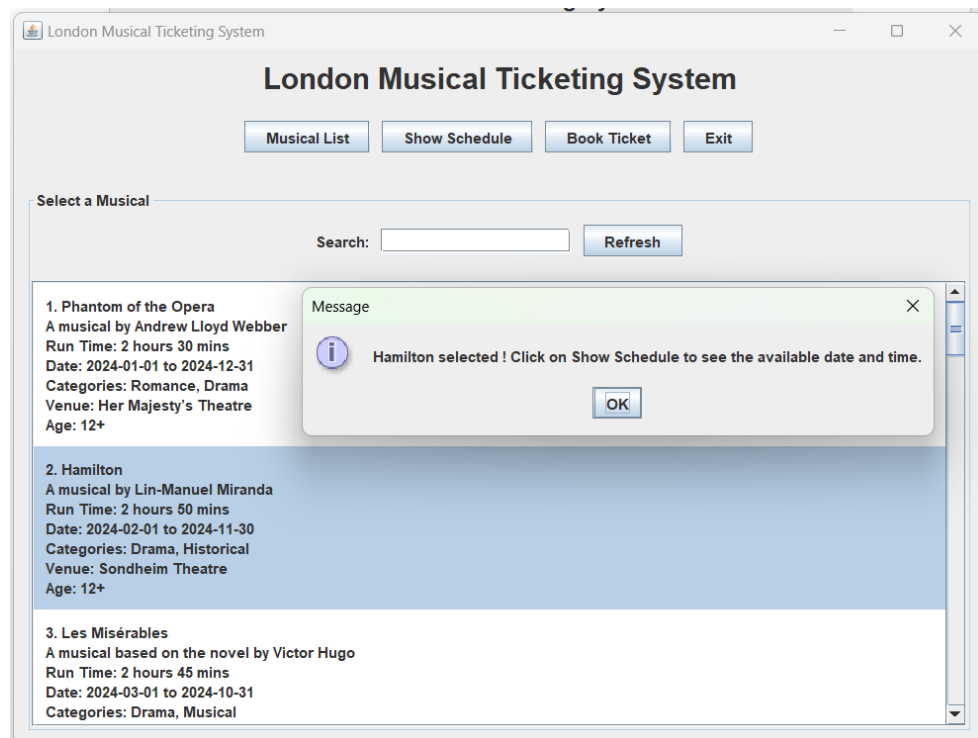 London Musical Ticketing System
London Musical Ticketing System
Musical List Show Schedule Book Ticket Exit
Select a Musical
Search: Refresh
1. Phantom of the Opera
A musical by Andrew Lloyd Webber
Run Time: 2 hours 30 mins
Date: 2024-01-01 to 2024-12-31
Categories: Romance, Drama
Venue: Her Majesty's Theatre
Age: 12+
Message
Hamilton selected ! Click on Show Schedule to see the available date and time.
OK
2. Hamilton
A musical by Lin-Manuel Miranda
Run Time: 2 hours 50 mins
Date: 2024-02-01 to 2024-11-30
Categories: Drama, Historical
Venue: Sondheim Theatre
Age: 12+
3. Les Misérables
A musical based on the novel by Victor Hugo
Run Time: 2 hours 45 mins
Date: 2024-03-01 to 2024-10-31
Categories: Drama, Musical